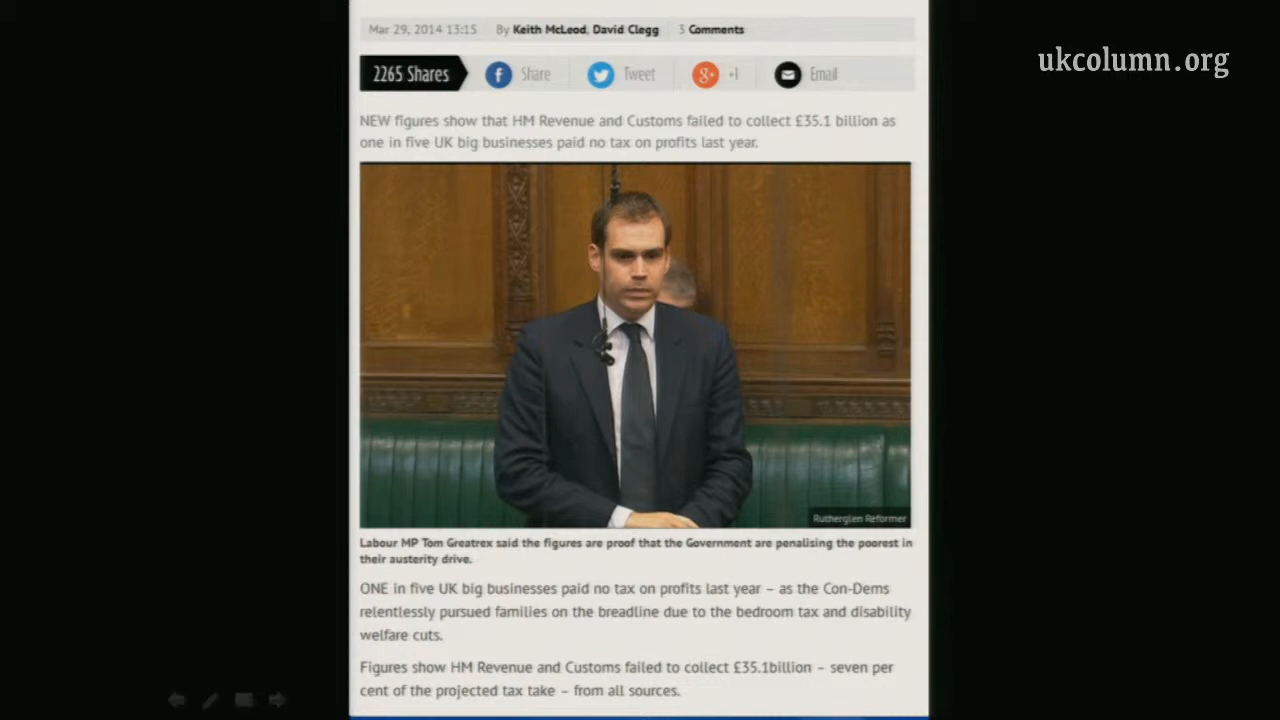 Mar 29, 2014 13:15 By Keith McLeod, David Clegg 3 Comments
ukcolumn.org
2265 Shares Share Tweet +1 Email
NEW figures show that HM Revenue and Customs failed to collect £35.1 billion as
one in five UK big businesses paid no tax on profits last year.
Rutherglen Reformer
Labour MP Tom Greatrex said the figures are proof that the Government are penalising the poorest in
their austerity drive.
ONE in five UK big businesses paid no tax on profits last year – as the Con-Dems
relentlessly pursued families on the breadline due to the bedroom tax and disability
welfare cuts.
Figures show HM Revenue and Customs failed to collect £35.1billion – seven per
cent of the projected tax take – from all sources.